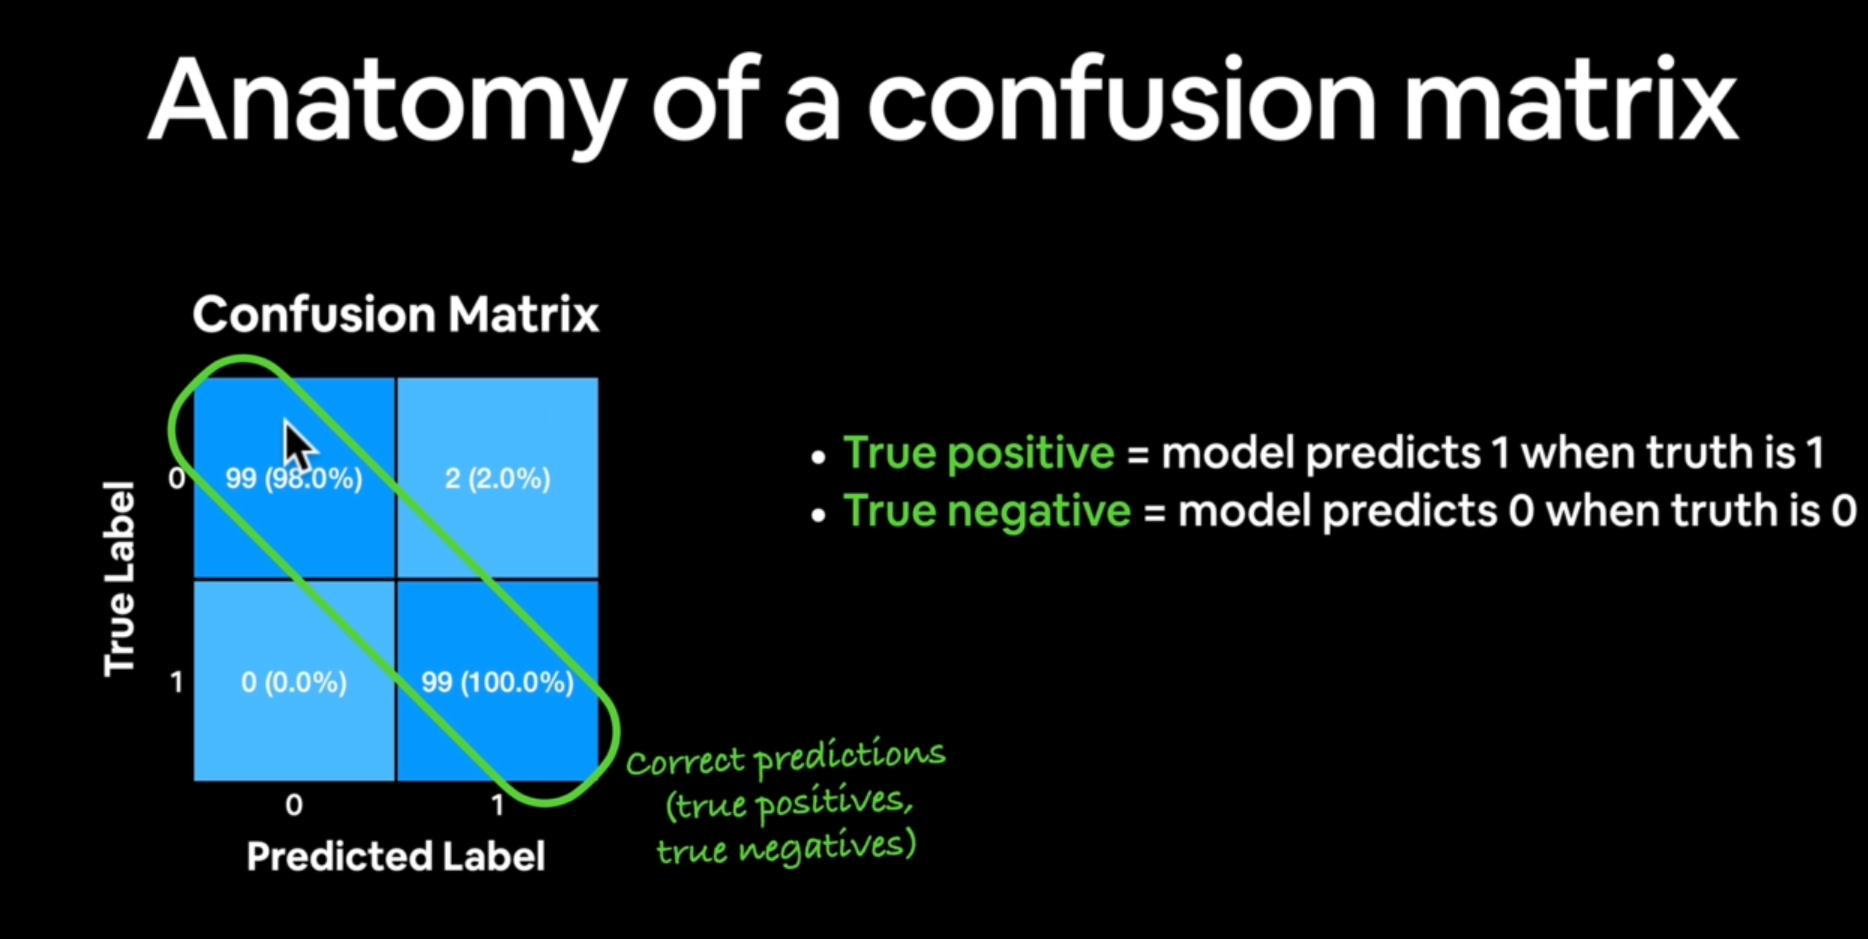 Anatomy of a confusion matrix
Confusion Matrix
True Label
0
99 (98.0%)
2 (2.0%)
1
0 (0.0%)
99 (100.0%)
0
1
Predicted Label
Correct predictions
(true positives,
true negatives)
• True positive = model predicts 1 when truth is 1
• True negative = model predicts 0 when truth is 0